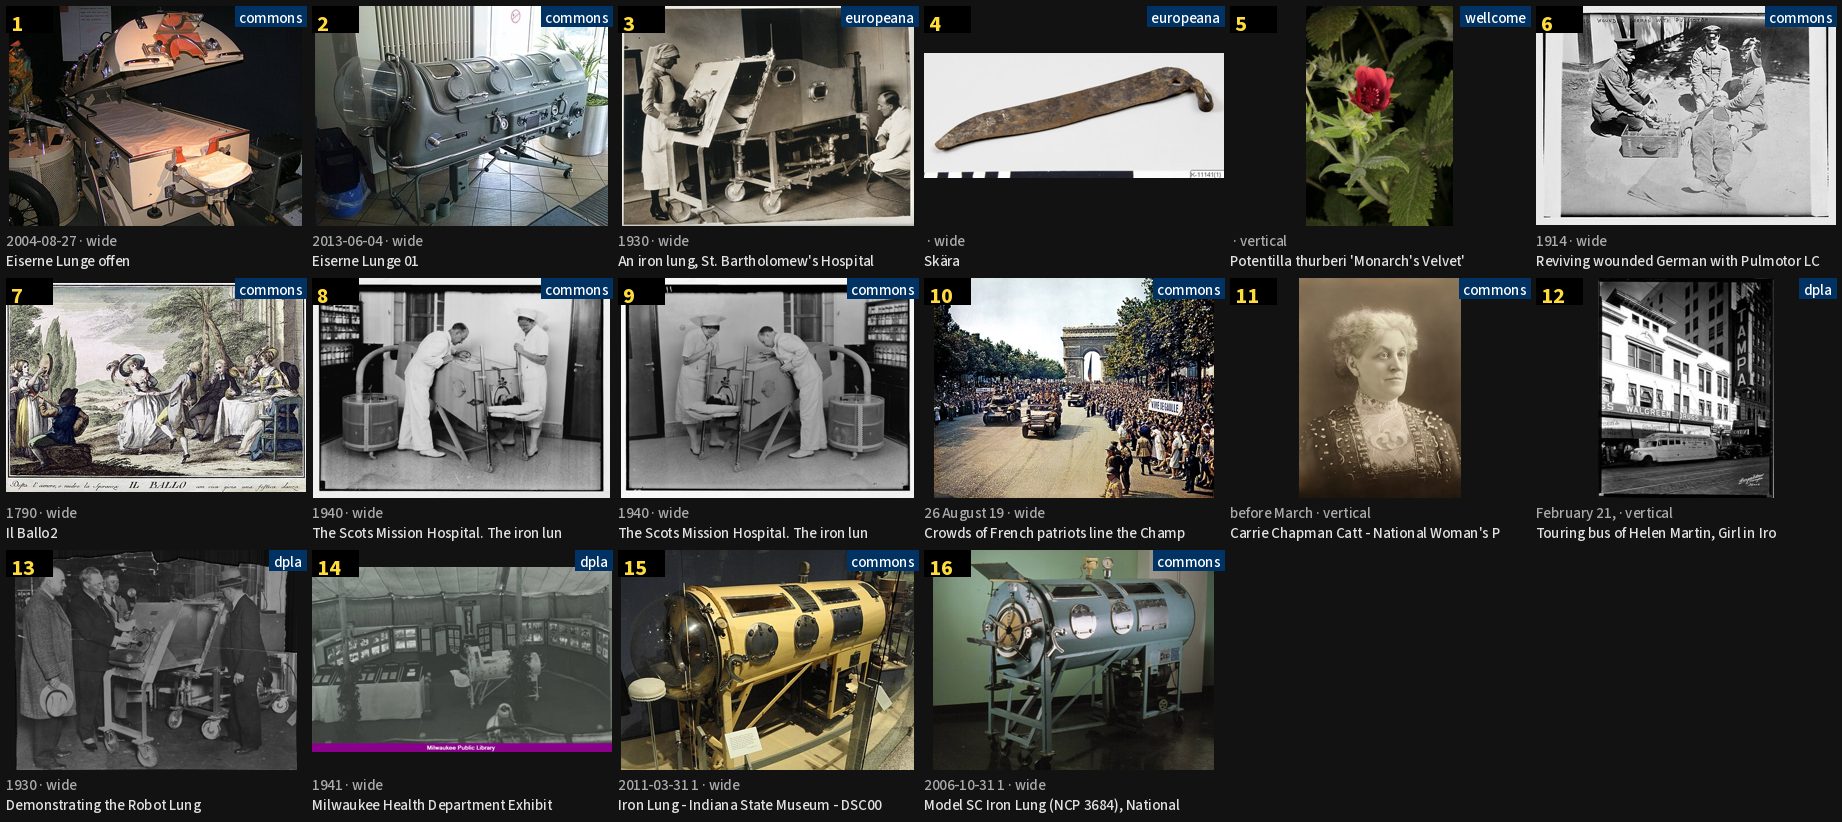 1
commons
2004-08-27 · wide
Eiserne Lunge offen
2
commons
2013-06-04 · wide
Eiserne Lunge 01
3
europeana
1930 · wide
An iron lung, St. Bartholomew's Hospital
4
europeana
K-11141(1)
· wide
Skära
5
wellcome
· vertical
Potentilla thurberi 'Monarch's Velvet'
6
commons
1914 · wide
Reviving wounded German with Pulmotor LC
7
commons
IL BALLO
1790 · wide
Il Ballo2
8
commons
1940 · wide
The Scots Mission Hospital. The iron lun
9
commons
1940 · wide
The Scots Mission Hospital. The iron lun
10
commons
VIVE DE GAULLE
26 August 19 · wide
Crowds of French patriots line the Champ
11
commons
before March · vertical
Carrie Chapman Catt - National Woman's P
12
dpla
TAMPA
WALGREEN
February 21, · vertical
Touring bus of Helen Martin, Girl in Iro
13
dpla
1930 · wide
Demonstrating the Robot Lung
14
dpla
Milwaukee Public Library
1941 · wide
Milwaukee Health Department Exhibit
15
commons
2011-03-31 1 · wide
Iron Lung - Indiana State Museum - DSC00
16
commons
2006-10-31 1 · wide
Model SC Iron Lung (NCP 3684), National